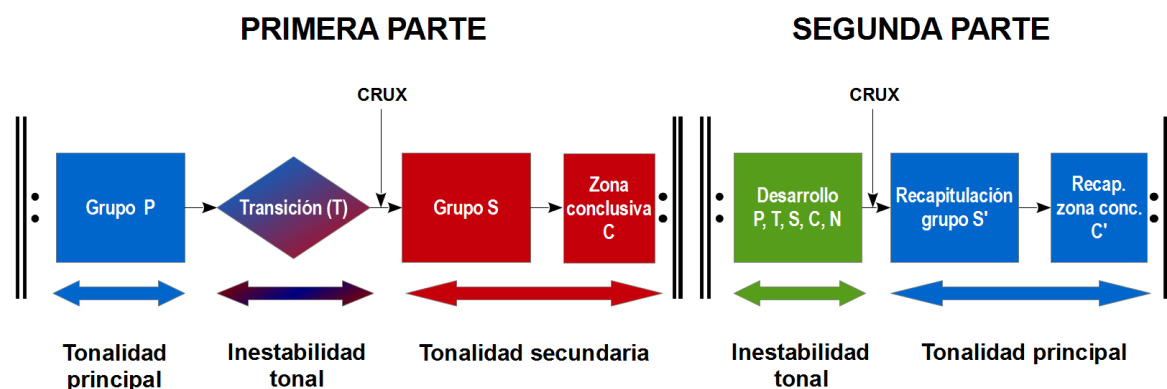 PRIMERA PARTE
SEGUNDA PARTE
CRUX
CRUX
Grupo P
Transición (T)
Grupo S
Zona
conclusiva
C
Desarrollo
P, T, S, C, N
Recapitulación
grupo S'
Recap.
zona conc.
C'
Tonalidad
principal
Inestabilidad
tonal
Tonalidad secundaria
Inestabilidad
tonal
Tonalidad principal